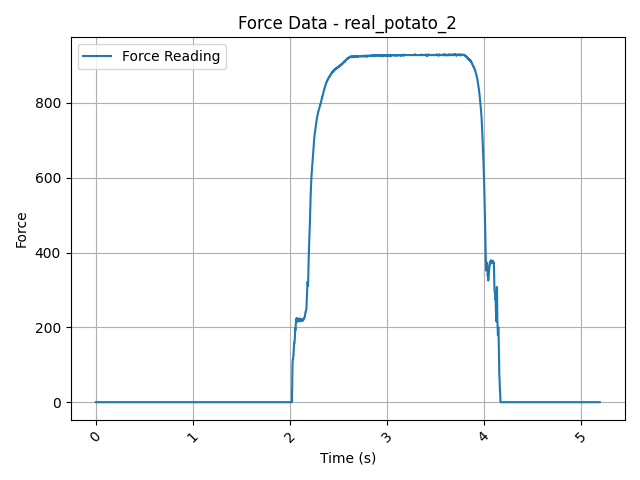 Force Data - real_potato_2
Force Reading
Force
800
600
400
200
0
0 1 2 3 4 5
Time (s)